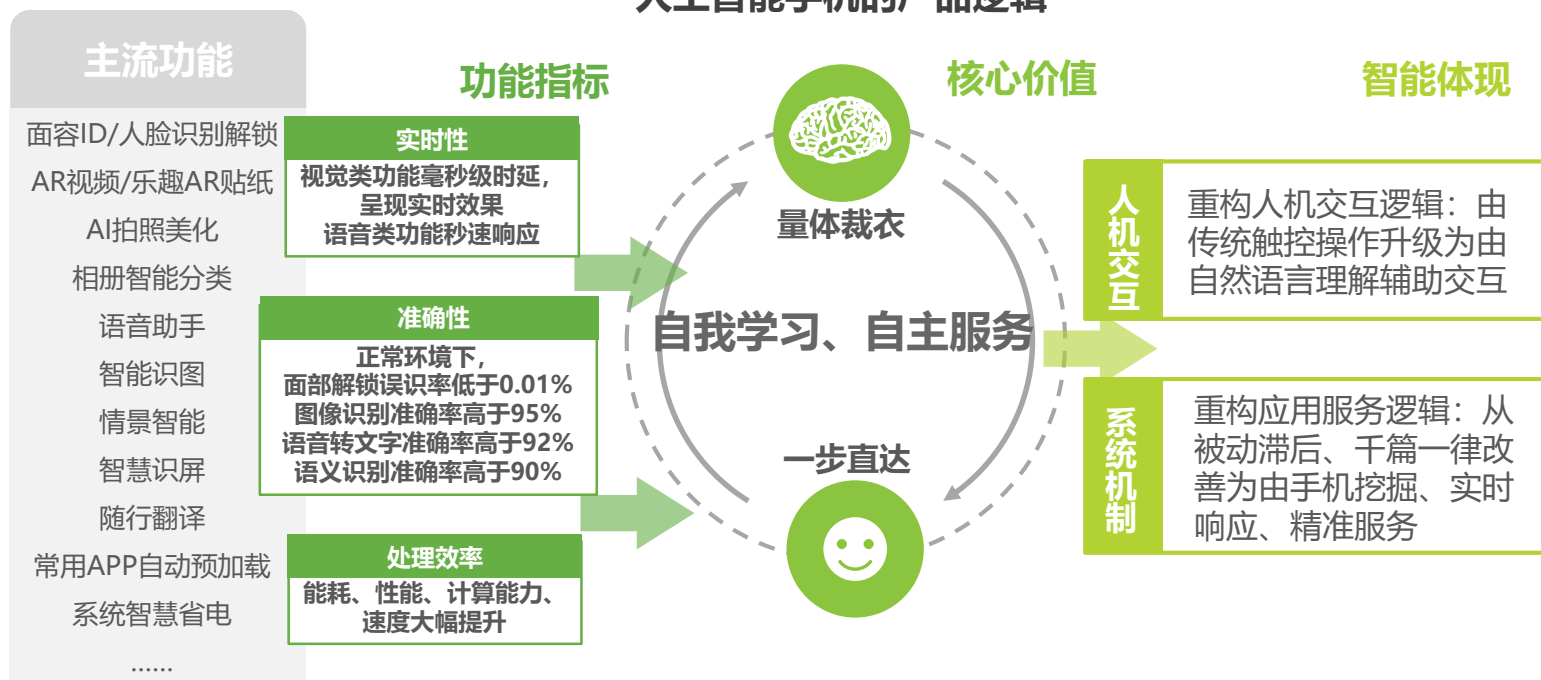 人工智能手机的产品逻辑
主流功能
面容ID/人脸识别解锁
AR视频/乐趣AR贴纸
AI拍照美化
相册智能分类
语音助手
智能识图
情景智能
智慧识屏
随行翻译
常用APP自动预加载
系统智慧省电
......
功能指标
实时性
视觉类功能毫秒级时延，
呈现实时效果
语音类功能秒速响应
准确性
正常环境下，
面部解锁误识率低于0.01%
图像识别准确率高于95%
语音转文字准确率高于92%
语义识别准确率高于90%
处理效率
能耗、性能、计算能力、
速度大幅提升
核心价值
量体裁衣
自我学习、自主服务
一步直达
智能体现
人机交互
重构人机交互逻辑：由
传统触控操作升级为由
自然语言理解辅助交互
系统机制
重构应用服务逻辑：从
被动滞后、千篇一律改
善为由手机挖掘、实时
响应、精准服务